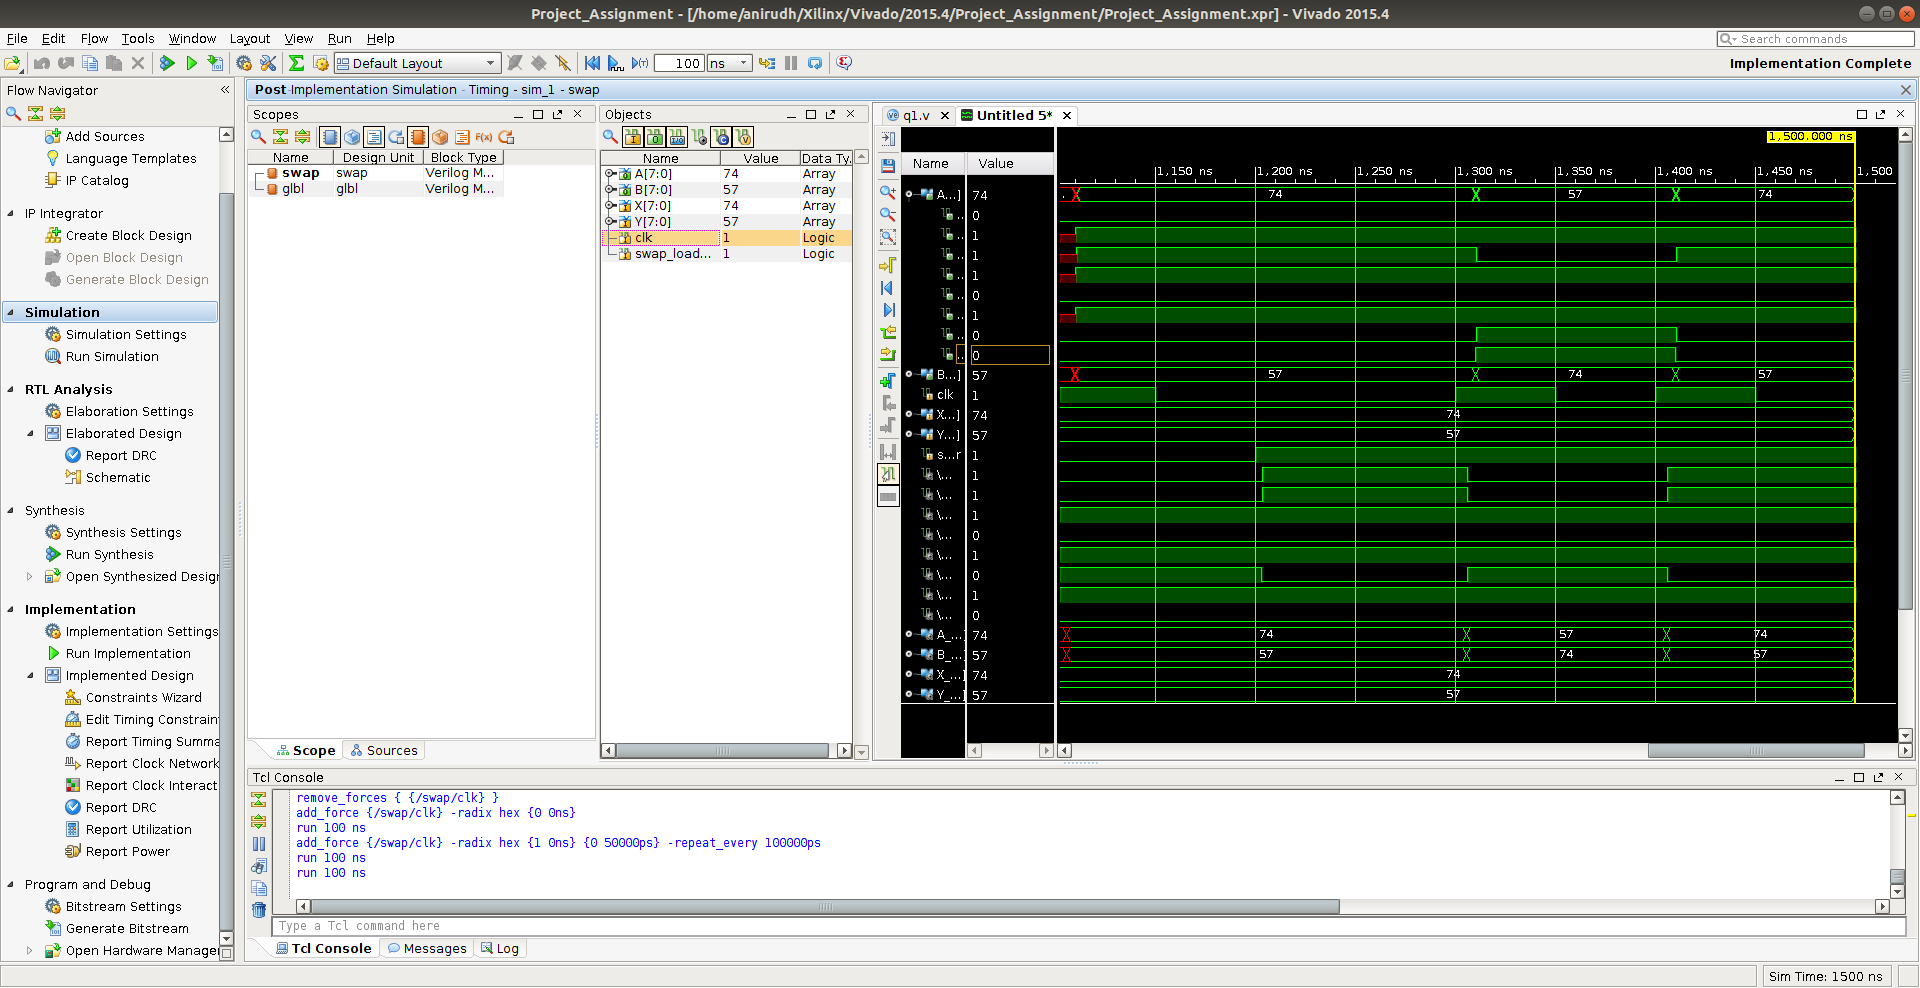 Project_Assignment - [/home/anirudh/Xilinx/Vivado/2015.4/Project_Assignment/Project_Assignment.xpr] - Vivado 2015.4
File Edit Flow Tools Window Layout View Run Help
Search commands
Default Layout
100 ns
Implementation Complete
Flow Navigator
Add Sources
Language Templates
IP Catalog
IP Integrator
Create Block Design
Open Block Design
Generate Block Design
Simulation
Simulation Settings
Run Simulation
RTL Analysis
Elaboration Settings
Elaborated Design
Report DRC
Schematic
Synthesis
Synthesis Settings
Run Synthesis
Open Synthesized Desigr
Implementation
Implementation Settings
Run Implementation
Implemented Design
Constraints Wizard
Edit Timing Constrain
Report Timing Summa
Report Clock Network
Report Clock Interact
Report DRC
Report Utilization
Report Power
Program and Debug
Bitstream Settings
Generate Bitstream
Open Hardware Manager
Post-Implementation Simulation - Timing - sim_1 - swap
Scopes
F(x)
Name Design Unit Block Type
swap swap Verilog M...
glbl glbl Verilog M...
Scope Sources
Objects
Name Value Data Ty.
A[7:0] 74 Array
B[7:0] 57 Array
X[7:0] 74 Array
Y[7:0] 57 Array
clk 1 Logic
swap_load... 1 Logic
q1.v Untitled 5*
1,500.000 ns
Name Value
1,150 ns 1,200 ns 1,250 ns 1,300 ns 1,350 ns 1,400 ns 1,450 ns 1,500
A...] 74 74 57 74
.. 0
.. 1
.. 1
.. 1
.. 0
.. 1
.. 0
.. 0
B...] 57 57 74 57
clk 1
X...] 74 74
Y...] 57 57
s...r 1
\... 1
\... 1
\... 1
\... 0
\... 1
\... 0
\... 1
\... 0
A_...] 74 74 57 74
B_...] 57 57 74 57
X_...] 74 74
Y_...] 57 57
Tcl Console
remove_forces { {/swap/clk} }
add_force {/swap/clk} -radix hex {0 0ns}
run 100 ns
add_force {/swap/clk} -radix hex {1 0ns} {0 50000ps} -repeat_every 100000ps
run 100 ns
run 100 ns
Type a Tcl command here
Tcl Console Messages Log
Sim Time: 1500 ns